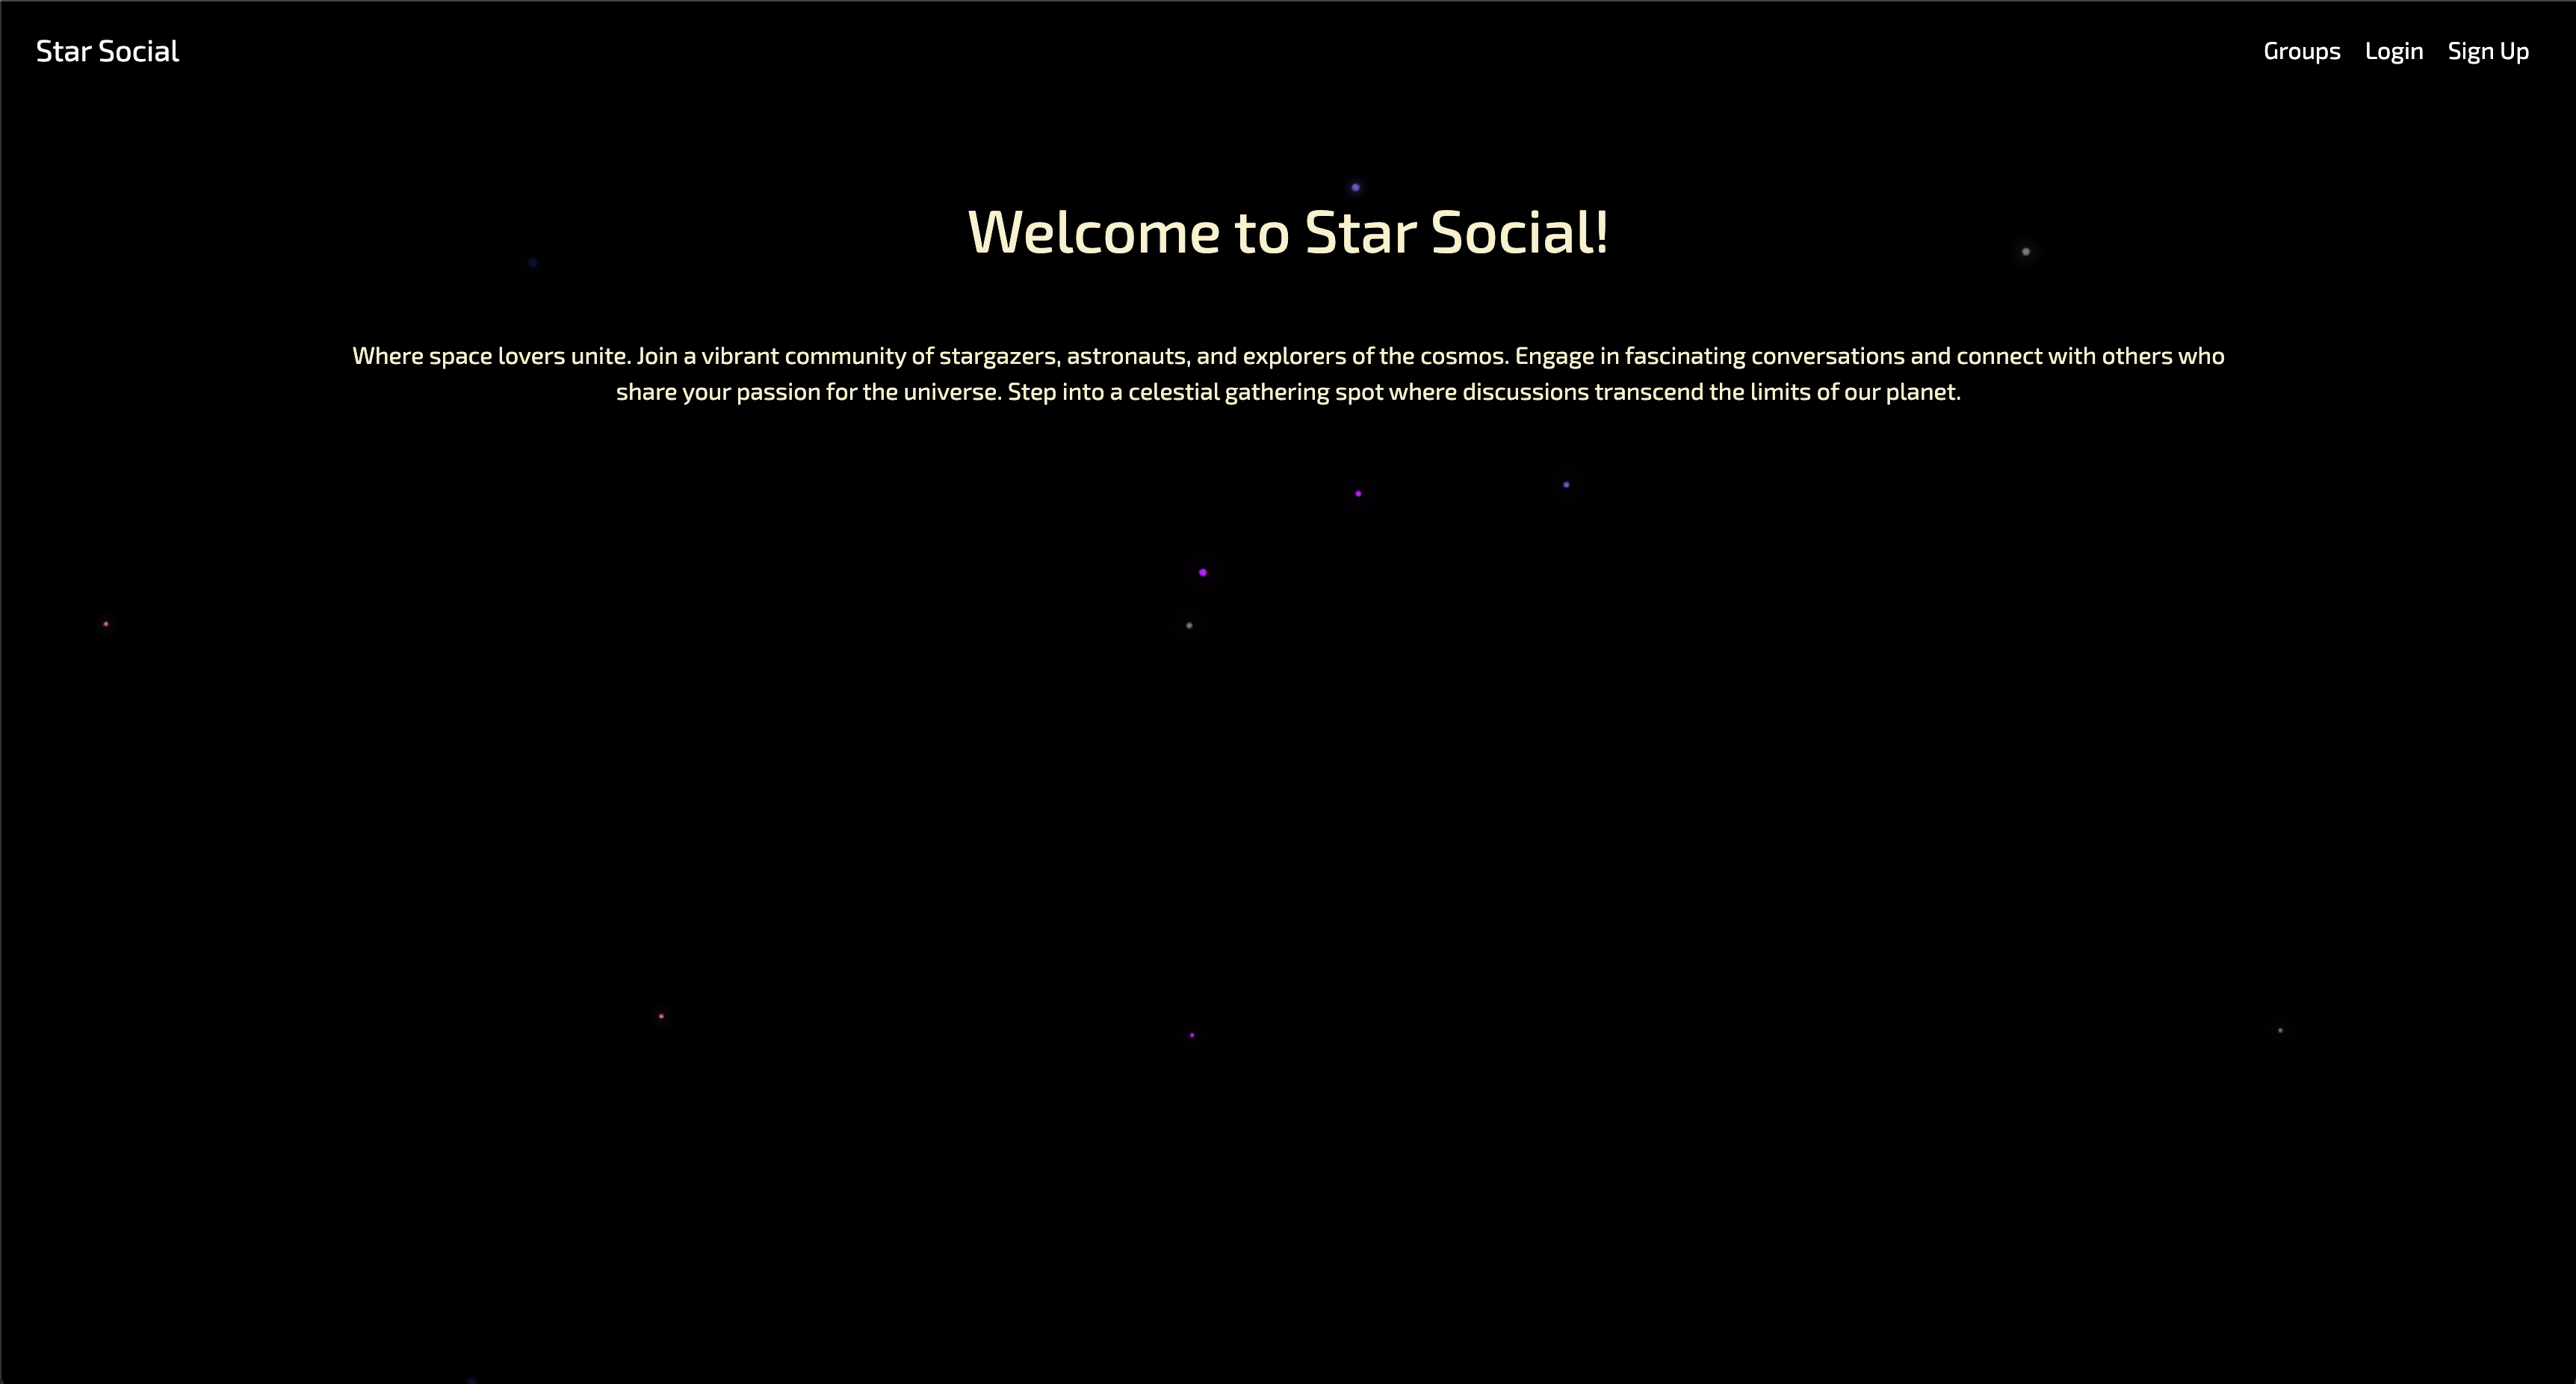 Star Social
Groups Login Sign Up
Welcome to Star Social!
Where space lovers unite. Join a vibrant community of stargazers, astronauts, and explorers of the cosmos. Engage in fascinating conversations and connect with others who
share your passion for the universe. Step into a celestial gathering spot where discussions transcend the limits of our planet.